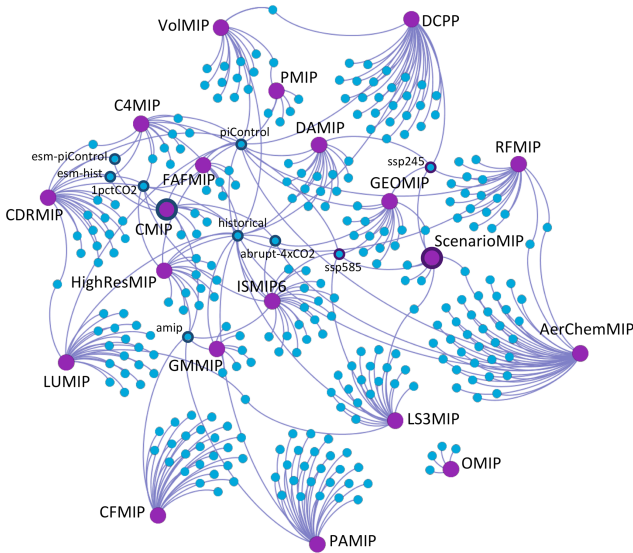 VolMIP
DCPP
PMIP
C4MIP
piControl
DAMIP
esm-piControl
ssp245
RFMIP
esm-hist
1pctCO2
FAFMIP
GEOMIP
CDRMIP
CMIP
historical
ScenarioMIP
abrupt-4xCO2
ssp585
HighResMIP
ISMIP6
amip
AerChemMIP
GMMIP
LUMIP
LS3MIP
OMIP
CFMIP
PAMIP